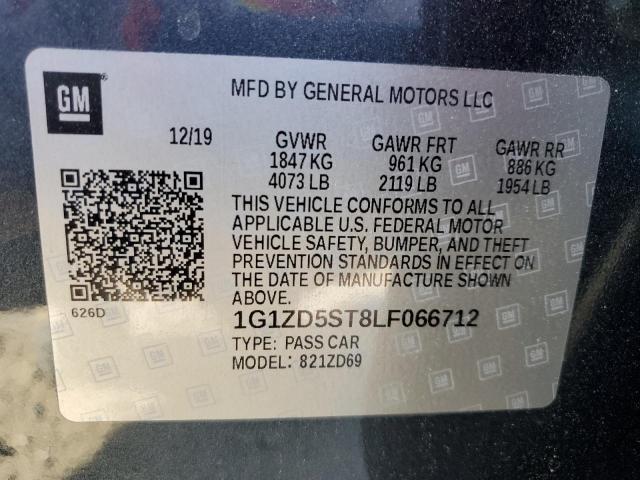 GM
MFD BY GENERAL MOTORS LLC
12/19 GVWR GAWR FRT GAWR RR
1847 KG 961 KG 886 KG
4073 LB 2119 LB 1954 LB
THIS VEHICLE CONFORMS TO ALL
APPLICABLE U.S. FEDERAL MOTOR
VEHICLE SAFETY, BUMPER, AND THEFT
PREVENTION STANDARDS IN EFFECT ON
THE DATE OF MANUFACTURE SHOWN
ABOVE.
626D
1G1ZD5ST8LF066712
TYPE: PASS CAR
MODEL: 821ZD69